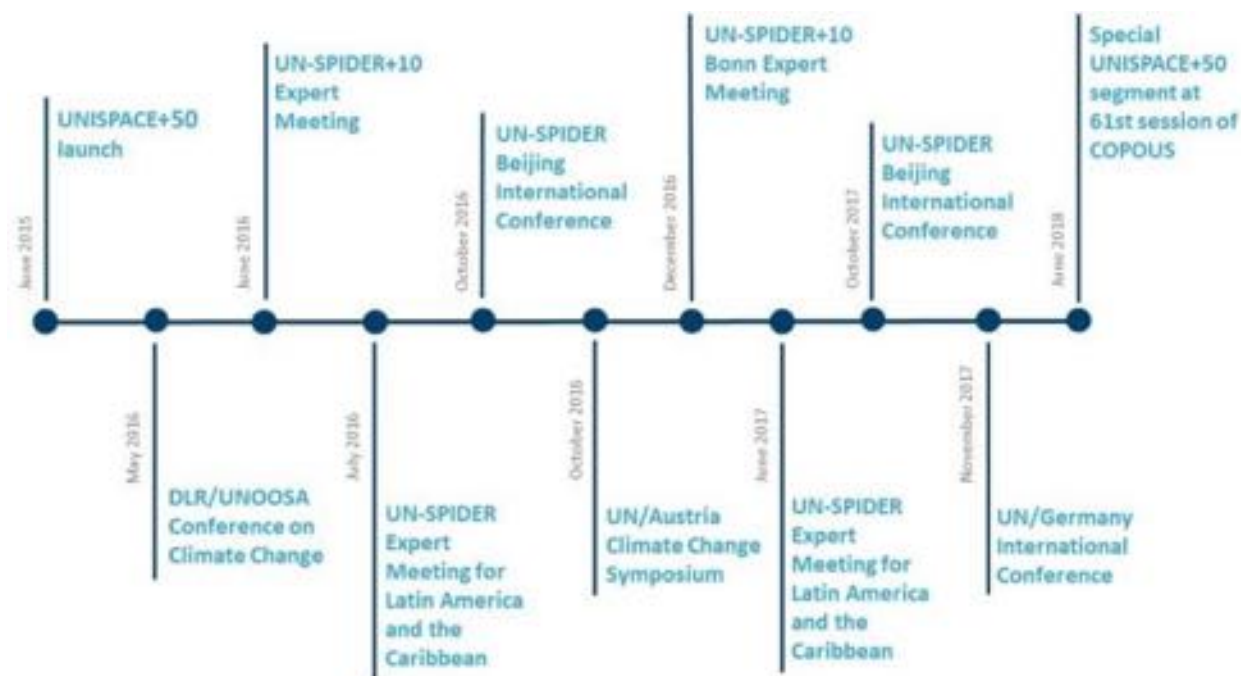 June 2015
UNISPACE+50
launch
May 2016
DLR/UNOOSA
Conference on
Climate Change
June 2016
UN-SPIDER+10
Expert
Meeting
July 2016
UN-SPIDER
Expert
Meeting for
Latin America
and the
Caribbean
October 2016
UN-SPIDER
Beijing
International
Conference
October 2016
UN/Austria
Climate Change
Symposium
December 2016
UN-SPIDER+10
Bonn Expert
Meeting
June 2017
UN-SPIDER
Expert
Meeting for
Latin America
and the
Caribbean
October 2017
UN-SPIDER
Beijing
International
Conference
November 2017
UN/Germany
International
Conference
June 2018
Special
UNISPACE+50
segment at
61st session of
COPOUS